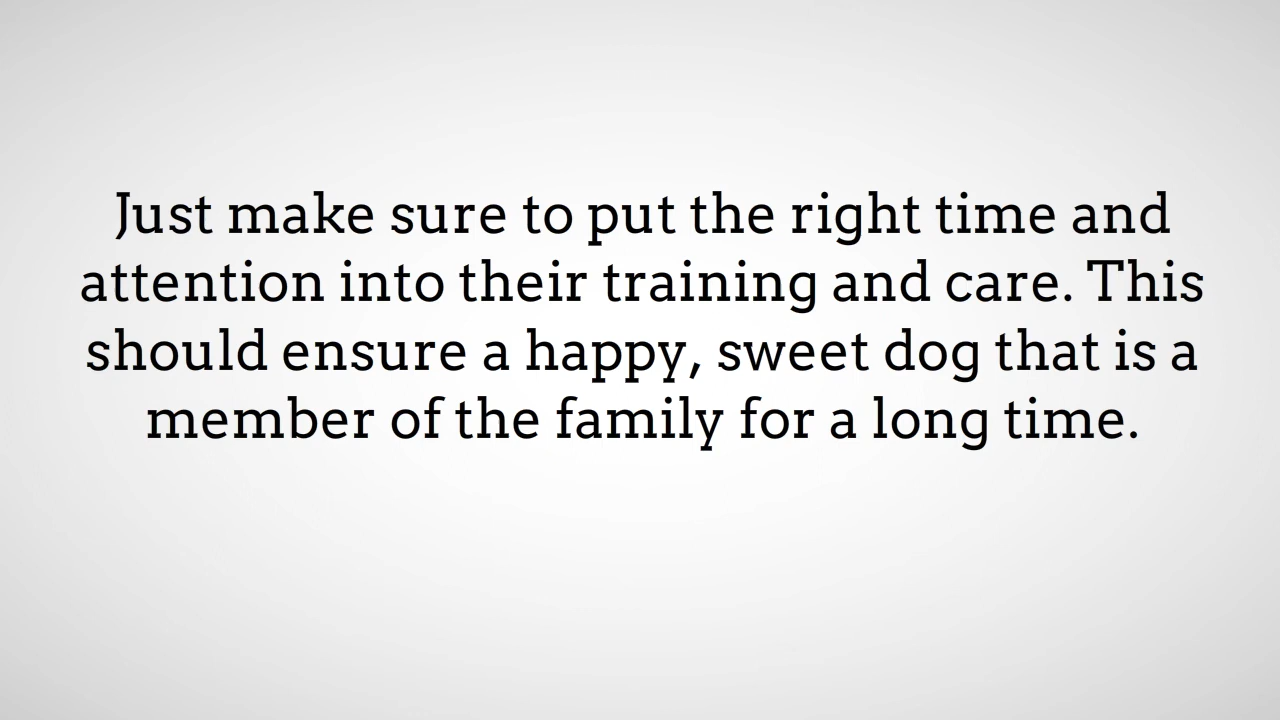 Just make sure to put the right time and
attention into their training and care. This
should ensure a happy, sweet dog that is a
member of the family for a long time.